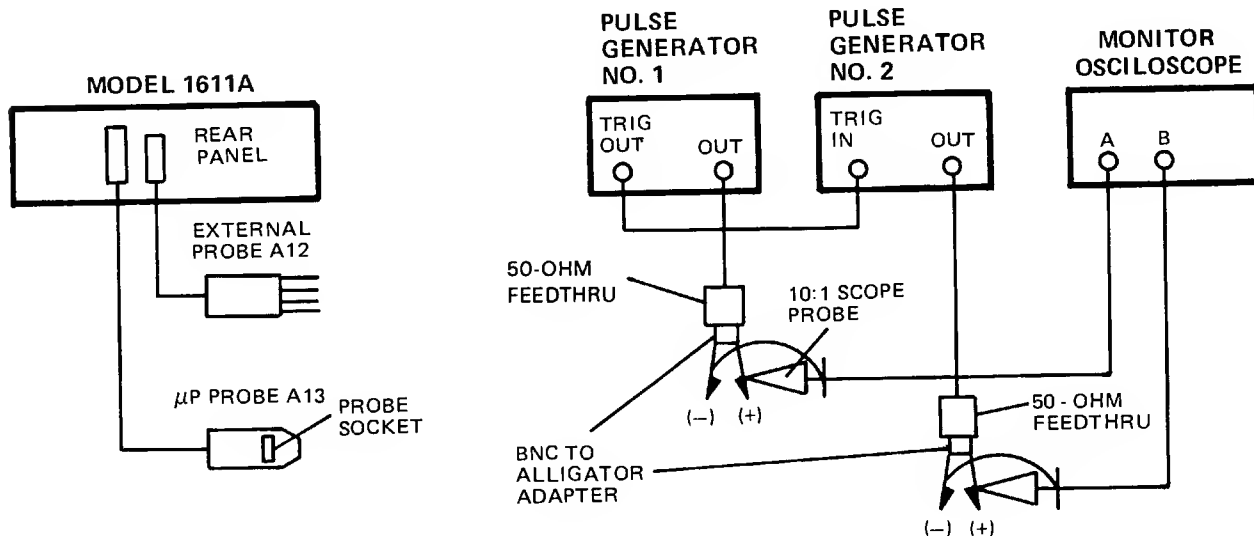 MODEL 1611A
REAR
PANEL
EXTERNAL
PROBE A12
μP PROBE A13
PROBE
SOCKET
PULSE
GENERATOR
NO. 1
TRIG
OUT
OUT
PULSE
GENERATOR
NO. 2
TRIG
IN
OUT
MONITOR
OSCILOSCOPE
A
B
50-OHM
FEEDTHRU
10:1 SCOPE
PROBE
(—)
(+)
50 - OHM
FEEDTHRU
BNC TO
ALLIGATOR
ADAPTER
(—)
(+)